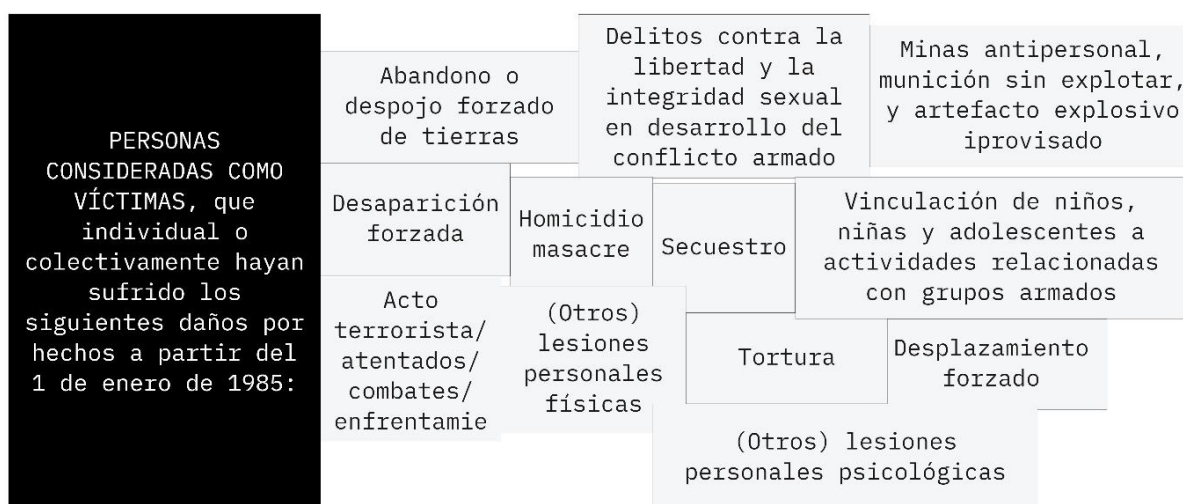 PERSONAS
CONSIDERADAS COMO
VÍCTIMAS, que
individual o
colectivamente hayan
sufrido los
siguientes daños por
hechos a partir del
1 de enero de 1985:
Abandono o
despojo forzado
de tierras
Delitos contra la
libertad y la
integridad sexual
en desarrollo del
conflicto armado
Minas antipersonal,
munición sin explotar,
y artefacto explosivo
iprovisado
Desaparición
forzada
Homicidio
masacre
Secuestro
Vinculación de niños,
niñas y adolescentes a
actividades relacionadas
con grupos armados
Acto
terrorista/
atentados/
combates/
enfrentamie
(Otros)
lesiones
personales
físicas
Tortura
Desplazamiento
forzado
(Otros) lesiones
personales psicológicas